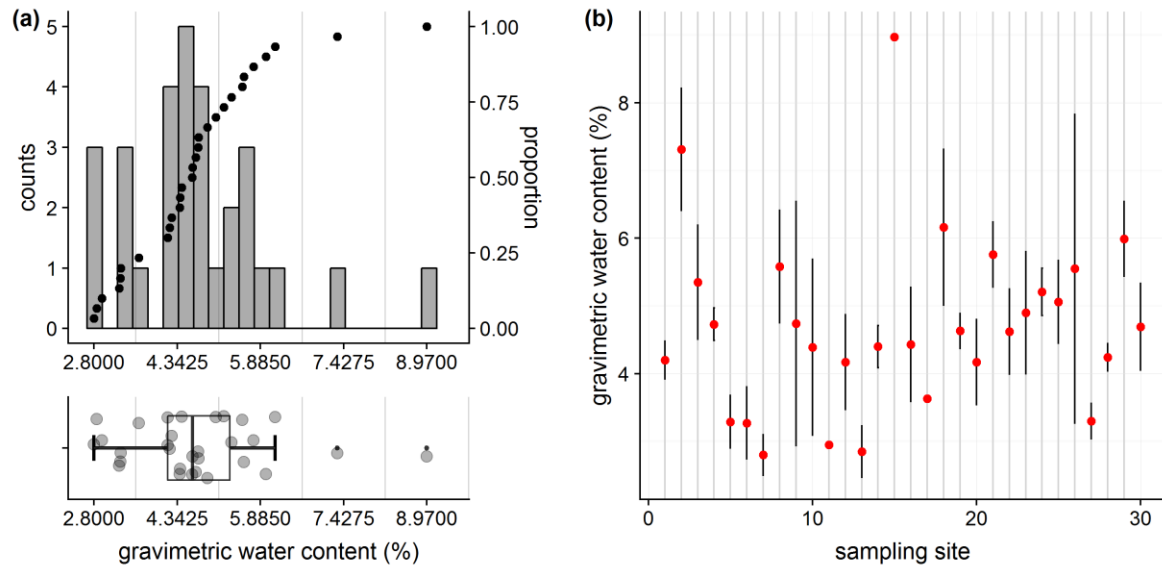 (a)
5
4
3
2
1
0
counts
1.00
0.75
0.50
0.25
0.00
proportion
2.8000 4.3425 5.8850 7.4275 8.9700
2.8000 4.3425 5.8850 7.4275 8.9700
gravimetric water content (%)
(b)
8
6
4
gravimetric water content (%)
0 10 20 30
sampling site